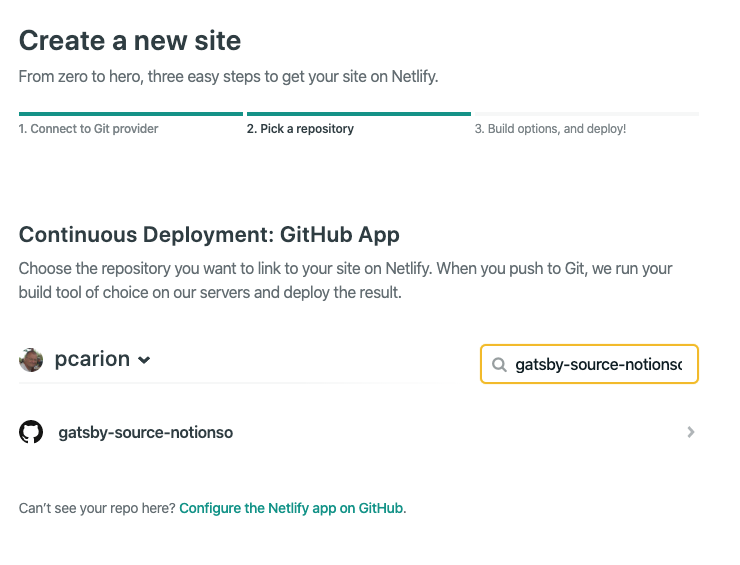 Create a new site
From zero to hero, three easy steps to get your site on Netlify.
1. Connect to Git provider
2. Pick a repository
3. Build options, and deploy!
Continuous Deployment: GitHub App
Choose the repository you want to link to your site on Netlify. When you push to Git, we run your
build tool of choice on our servers and deploy the result.
pcarion
gatsby-source-notionso
gatsby-source-notionso
Can't see your repo here? Configure the Netlify app on GitHub.